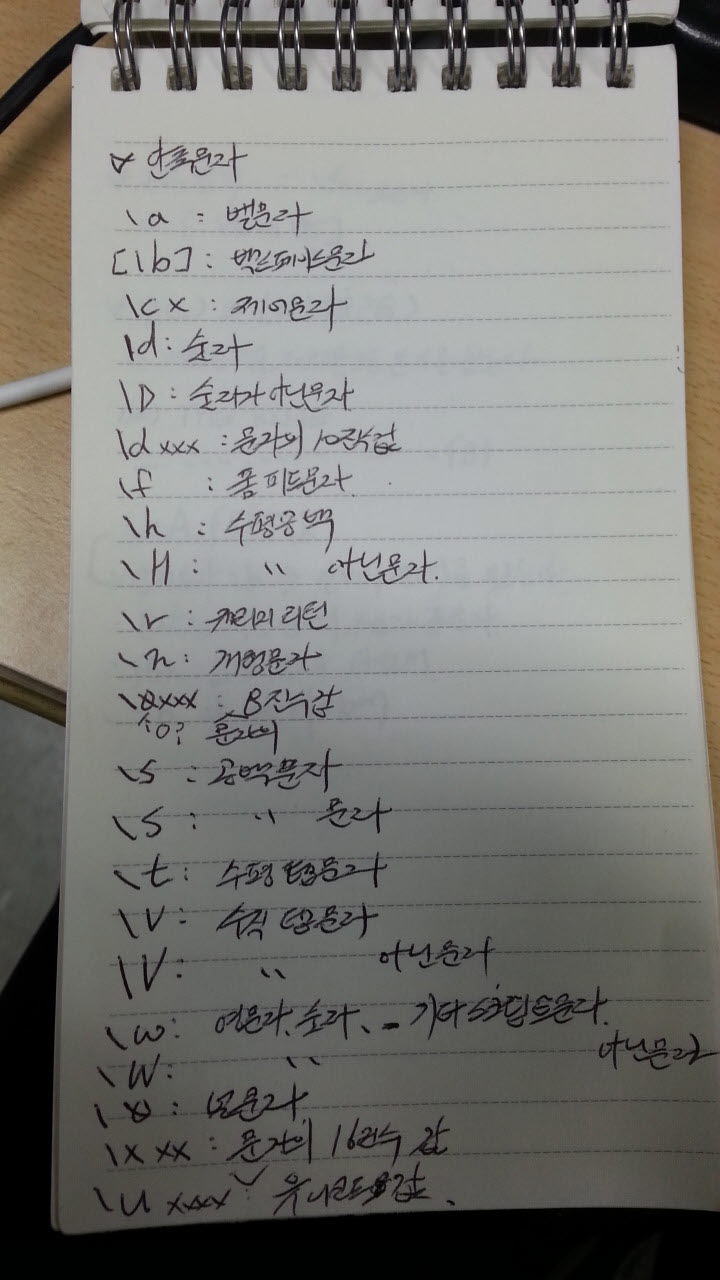 ∀ 암호문자
\a : 벨문자
[\b] : 백스페이스문자
\cx : 제어문자
\d : 숫자
\D : 숫자가 아닌문자
\dxxx : 문자의 10진수값
\f : 폼 피드문자.
\h : 수평공백
\H : 〃 아닌문자.
\r : 캐리지 리턴
\n : 개행문자
\oxxx : 8진수값
^o? 문자의
\s : 공백문자
\S : 〃 문자
\t : 수평 탭문자
\v : 수직 탭문자
\V : 〃 아닌문자
\w : 영문자, 숫자, _ 기타 스크립트문자.
\W : 〃 아닌문자
\0 : 널문자
\xxx : 문자의 16진수 값
\uxxxx : 유니코드 값.